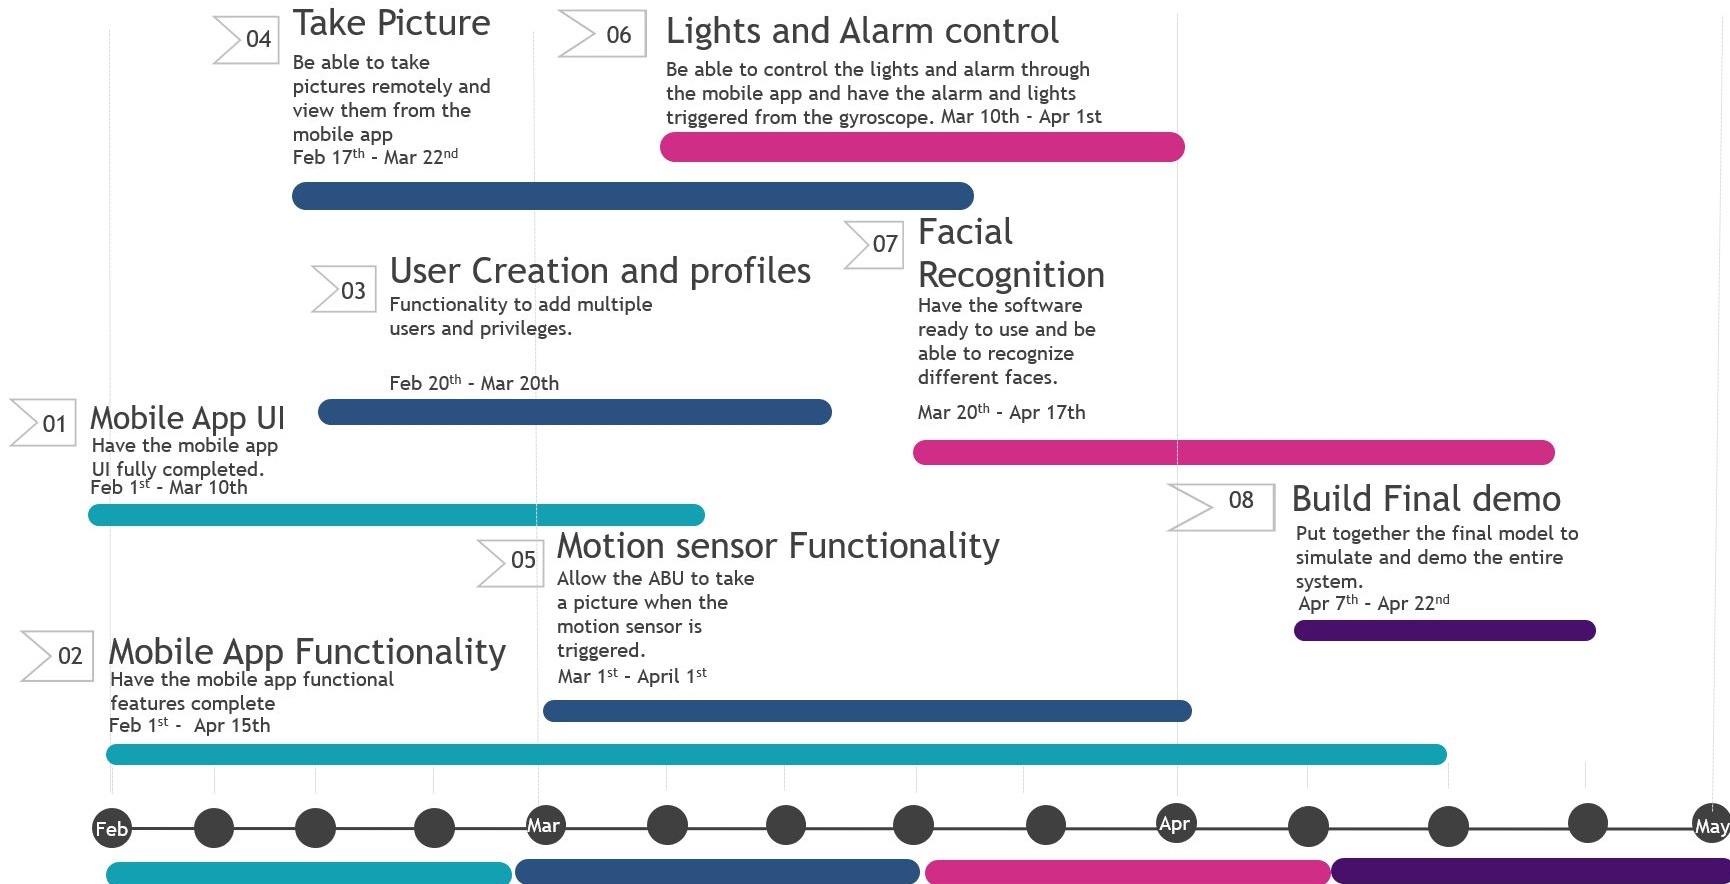 04
Take Picture
Be able to take
pictures remotely and
view them from the
mobile app
Feb 17th - Mar 22nd
06
Lights and Alarm control
Be able to control the lights and alarm through
the mobile app and have the alarm and lights
triggered from the gyroscope. Mar 10th - Apr 1st
03
User Creation and profiles
Functionality to add multiple
users and privileges.
Feb 20th - Mar 20th
07
Facial
Recognition
Have the software
ready to use and be
able to recognize
different faces.
Mar 20th - Apr 17th
01
Mobile App UI
Have the mobile app
UI fully completed.
Feb 1st - Mar 10th
05
Motion sensor Functionality
Allow the ABU to take
a picture when the
motion sensor is
triggered.
Mar 1st - April 1st
08
Build Final demo
Put together the final model to
simulate and demo the entire
system.
Apr 7th - Apr 22nd
02
Mobile App Functionality
Have the mobile app functional
features complete
Feb 1st - Apr 15th
Feb
Mar
Apr
May